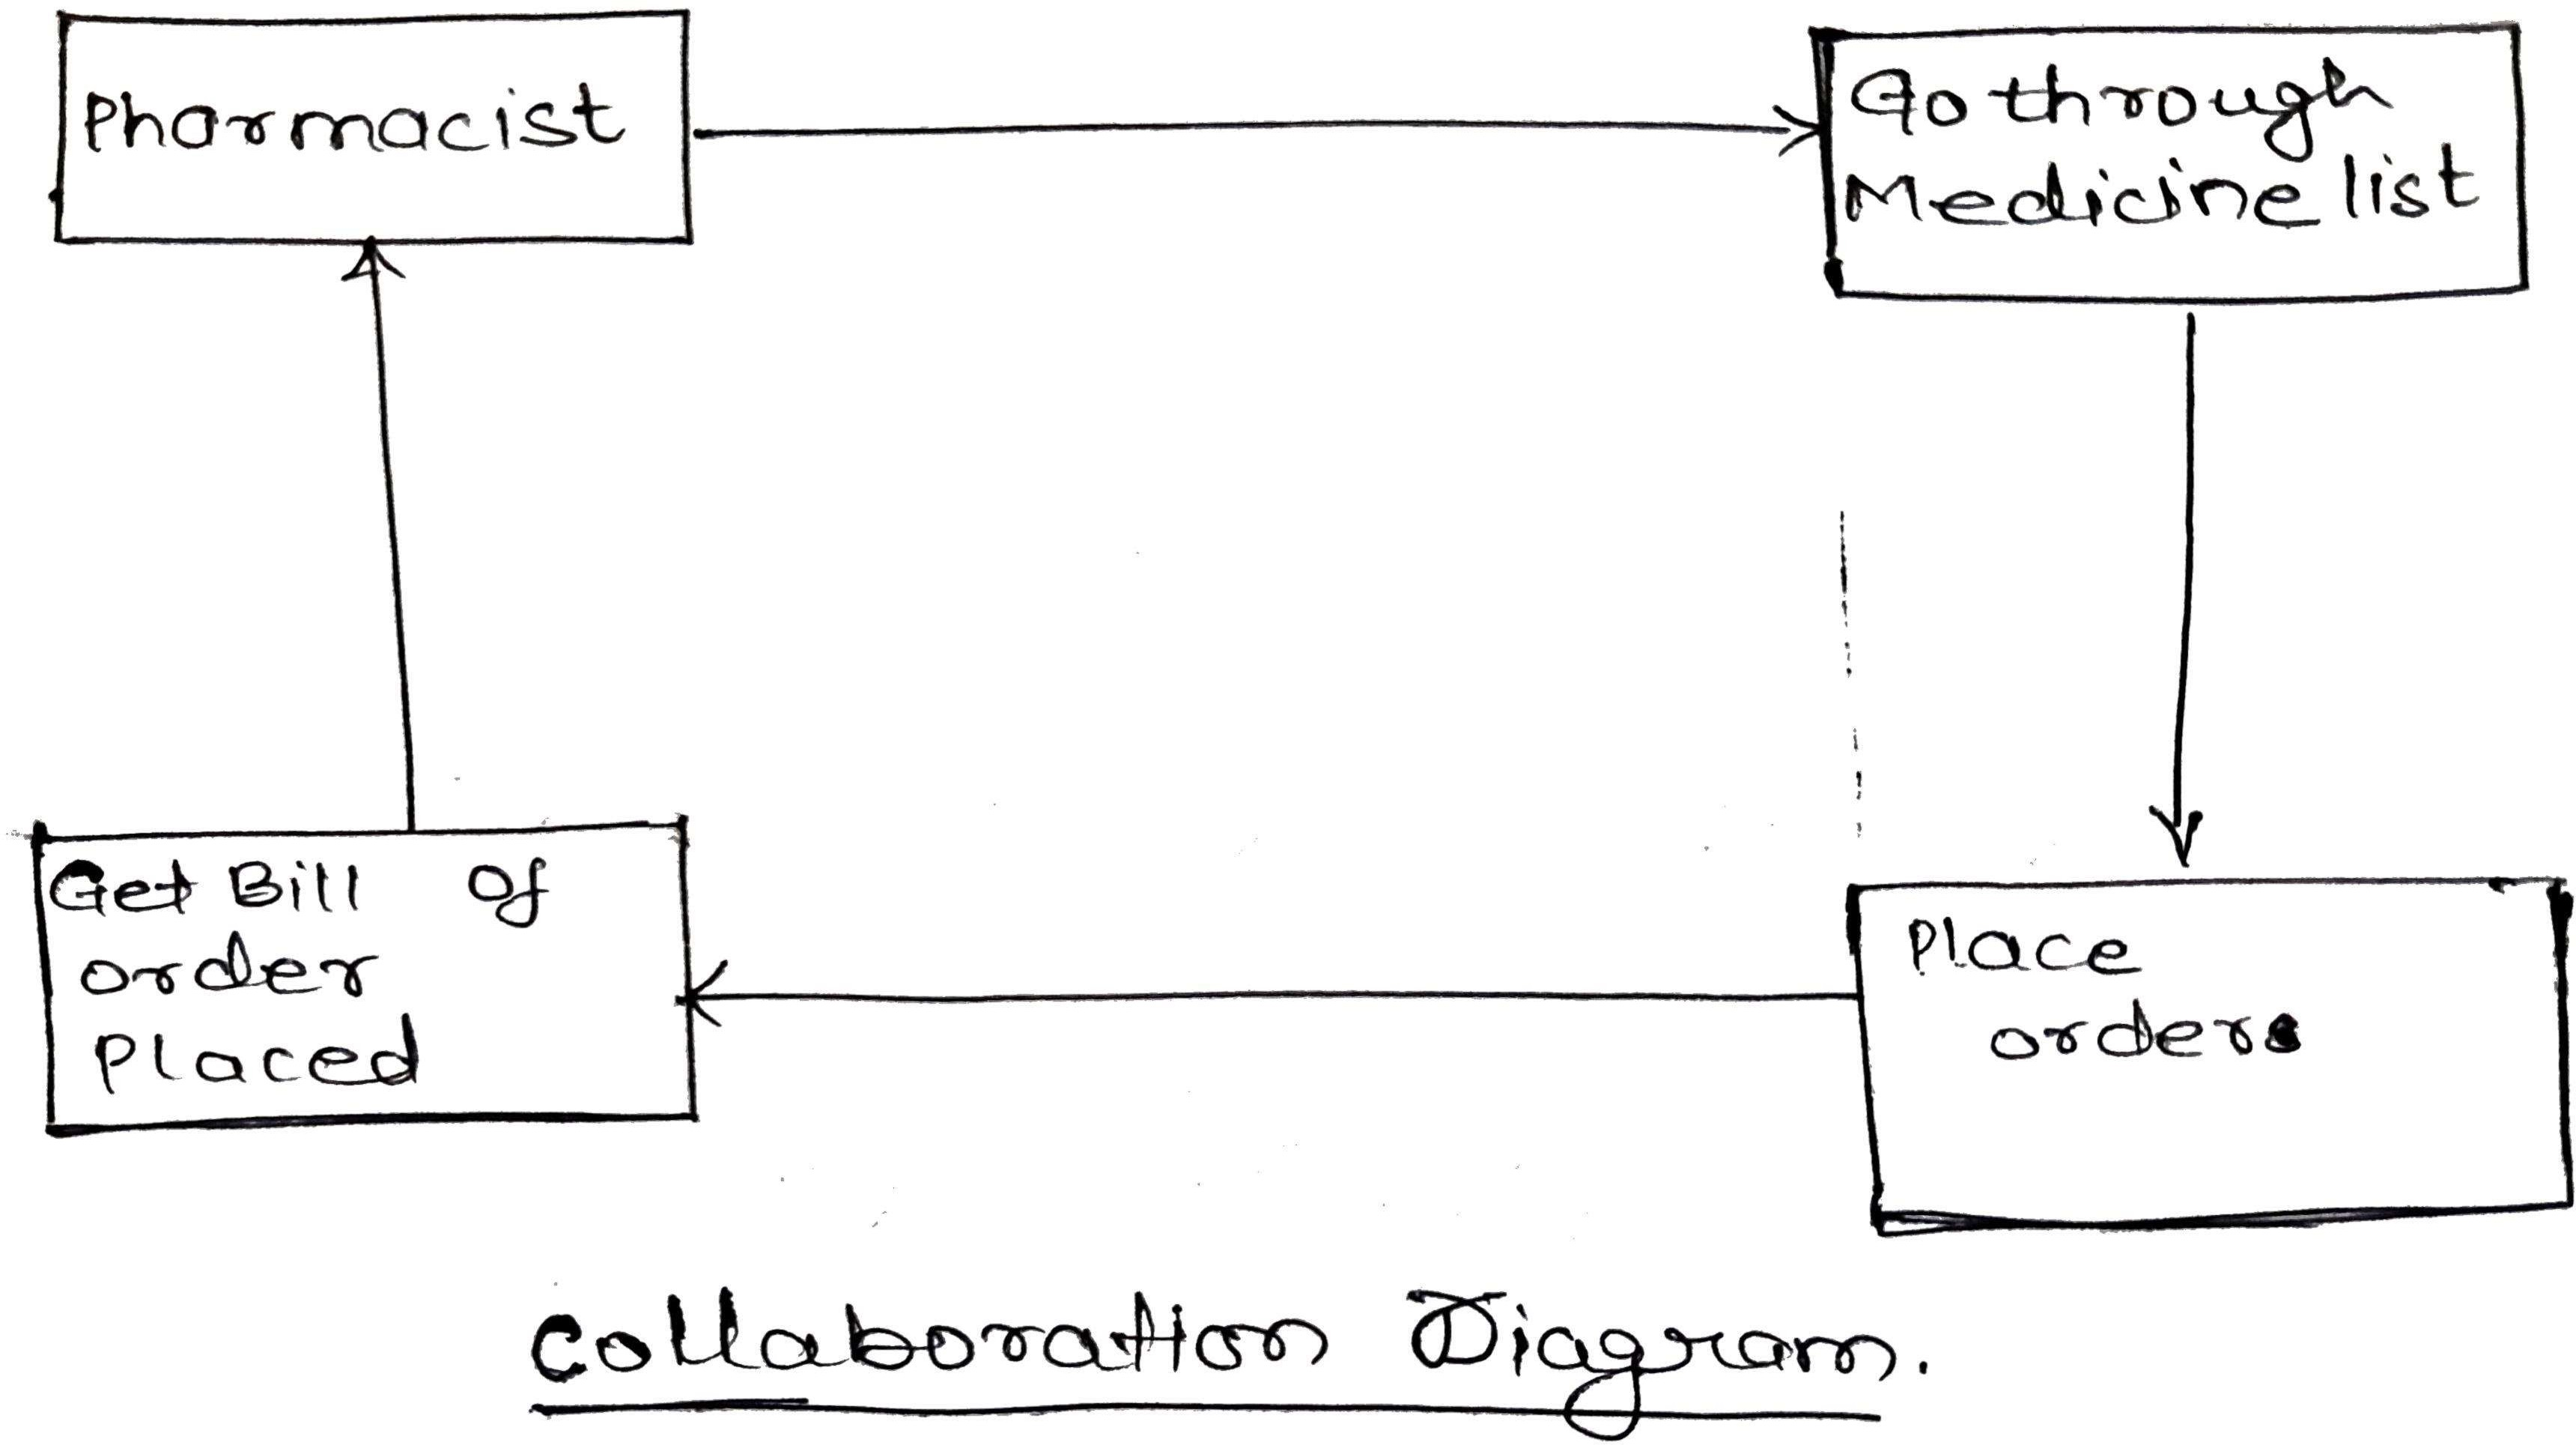 Pharmacist
Go through
Medicine list
Get Bill Of
order
Placed
Place
orders
Collaboration Diagram.